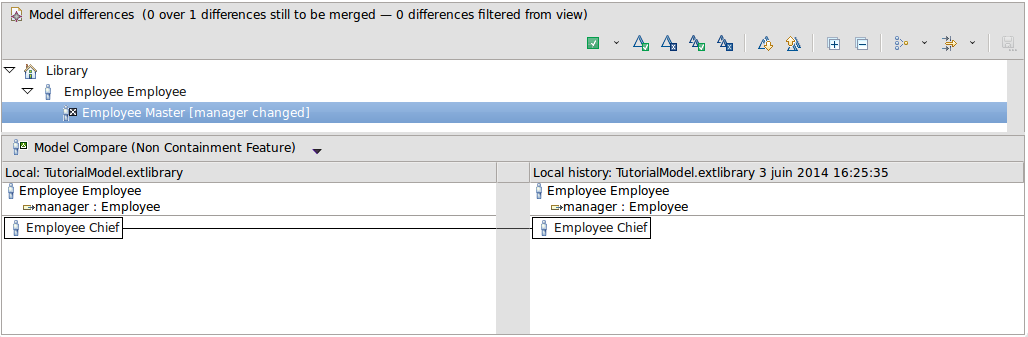 Model differences (0 over 1 differences still to be merged — 0 differences filtered from view)
Library
Employee Employee
Employee Master [manager changed]
Model Compare (Non Containment Feature)
Local: TutorialModel.extlibrary
Local history: TutorialModel.extlibrary 3 juin 2014 16:25:35
Employee Employee
Employee Employee
manager : Employee
manager : Employee
Employee Chief
Employee Chief